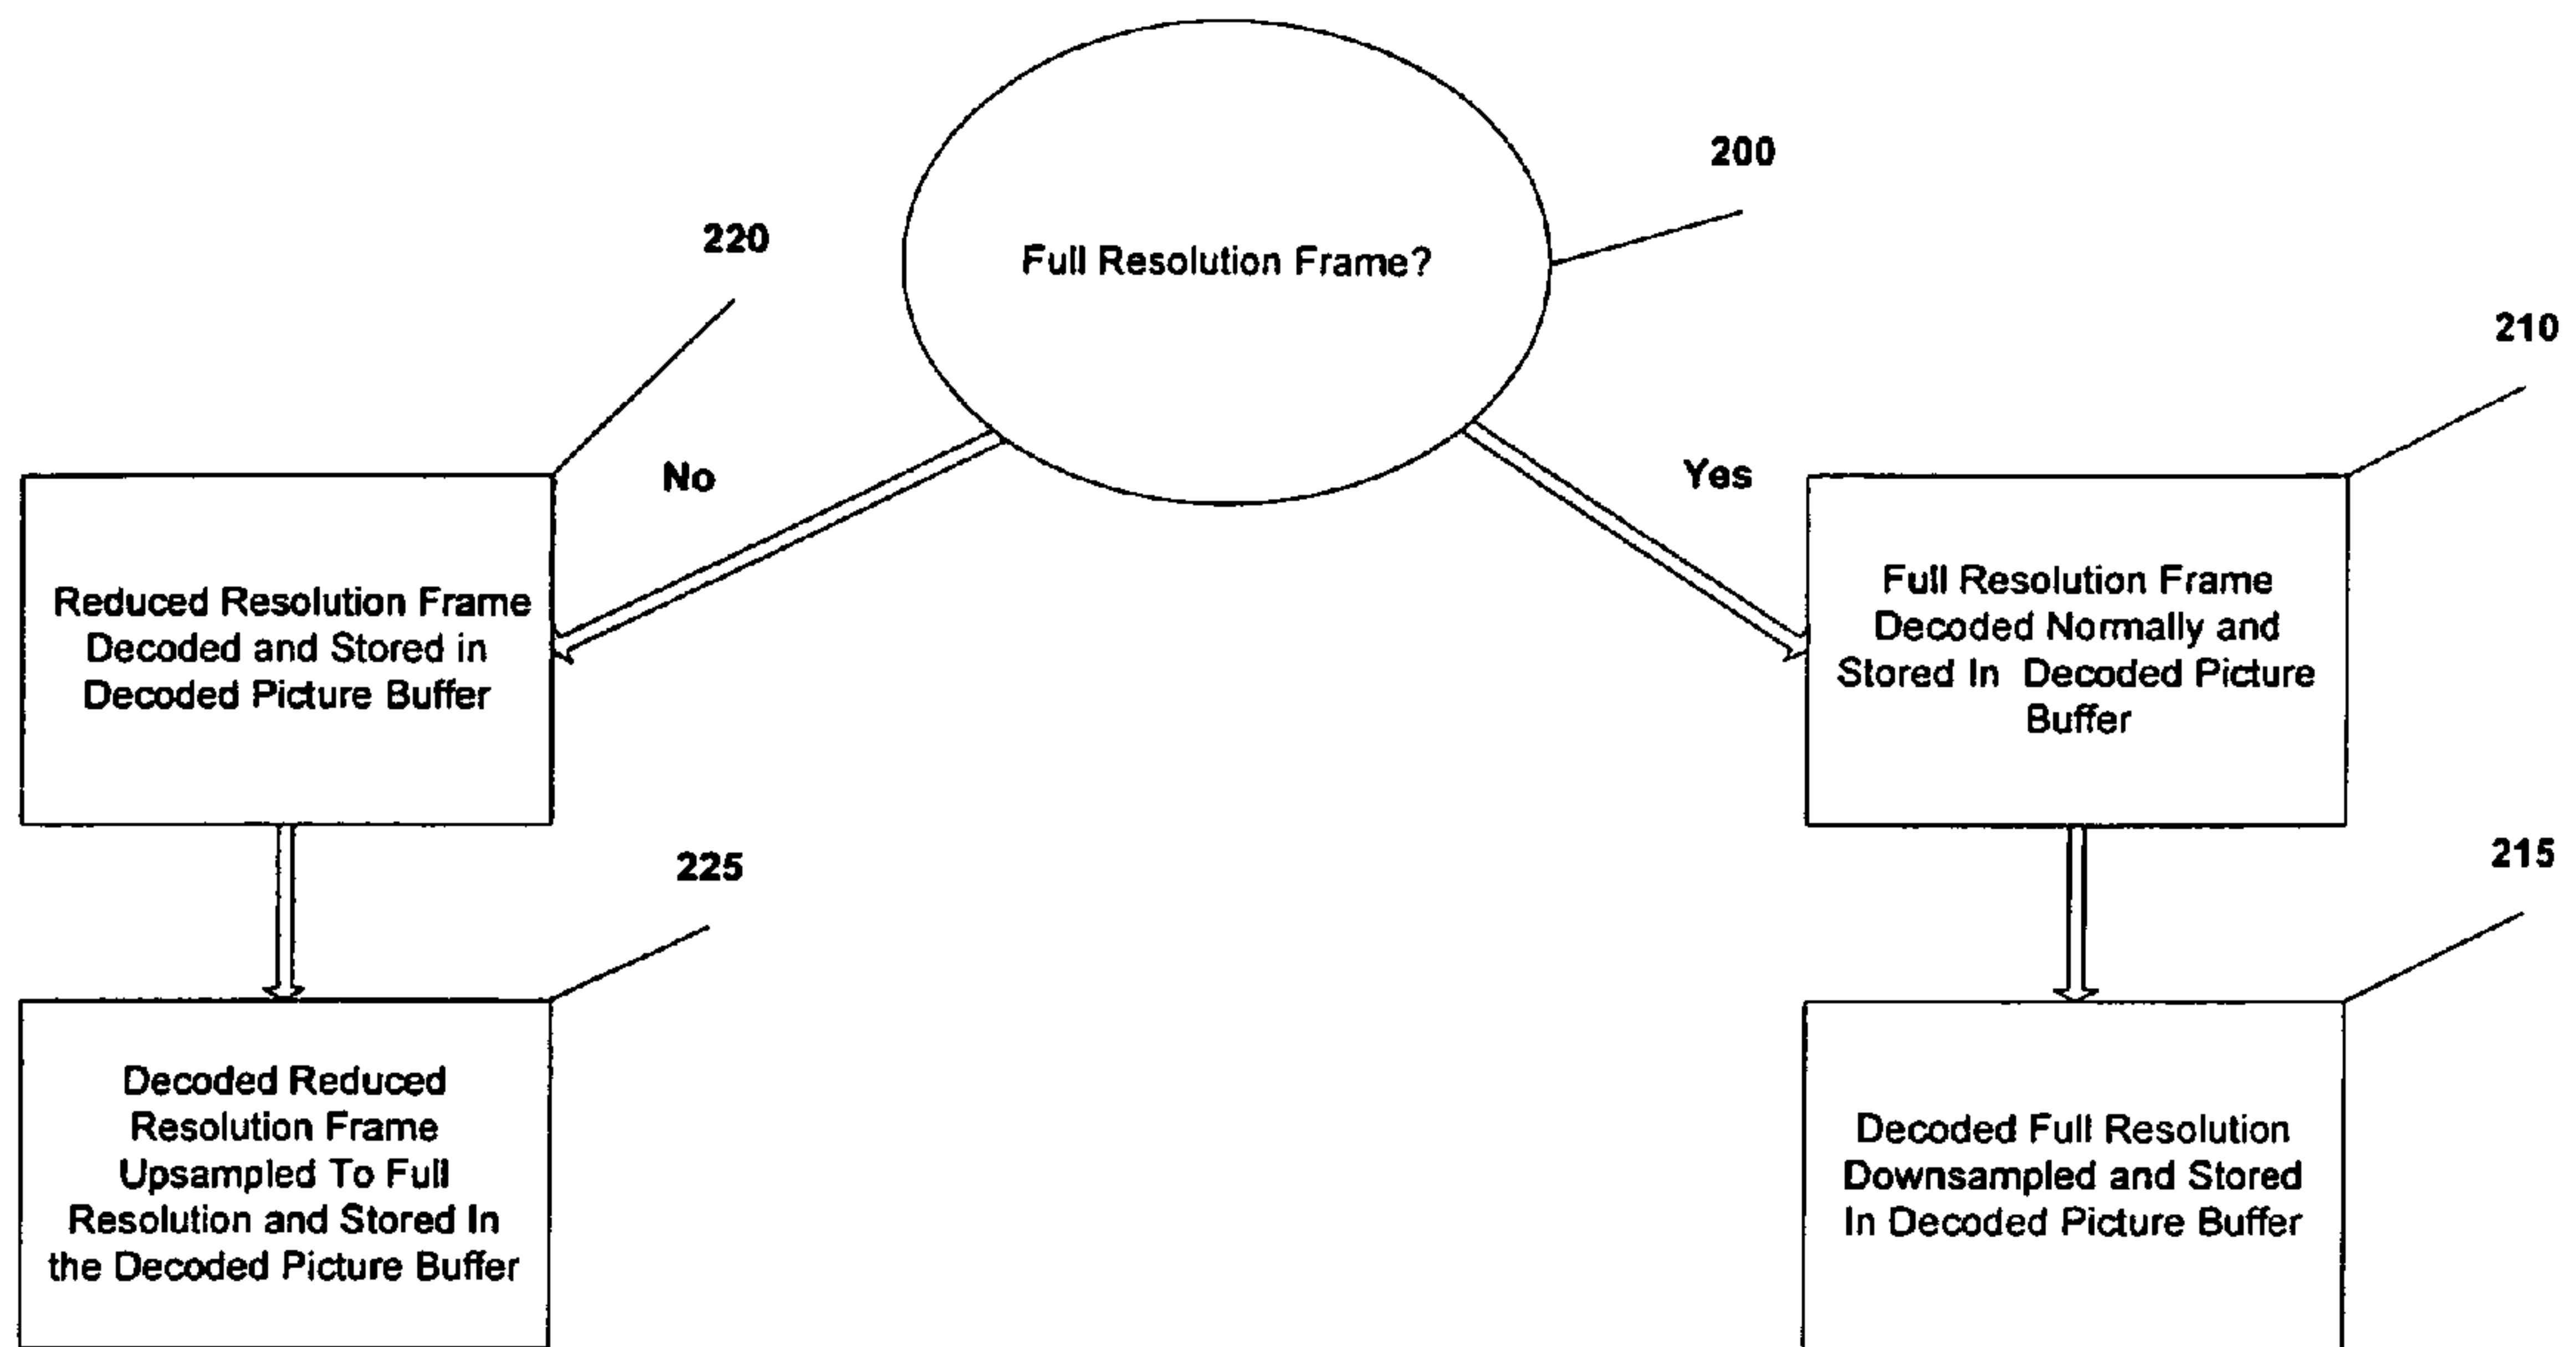 200
Full Resolution Frame?
220
210
No
Yes
Reduced Resolution Frame
Decoded and Stored in
Decoded Picture Buffer
Full Resolution Frame
Decoded Normally and
Stored In Decoded Picture
Buffer
225
215
Decoded Reduced
Resolution Frame
Upsampled To Full
Resolution and Stored In
the Decoded Picture Buffer
Decoded Full Resolution
Downsampled and Stored
In Decoded Picture Buffer